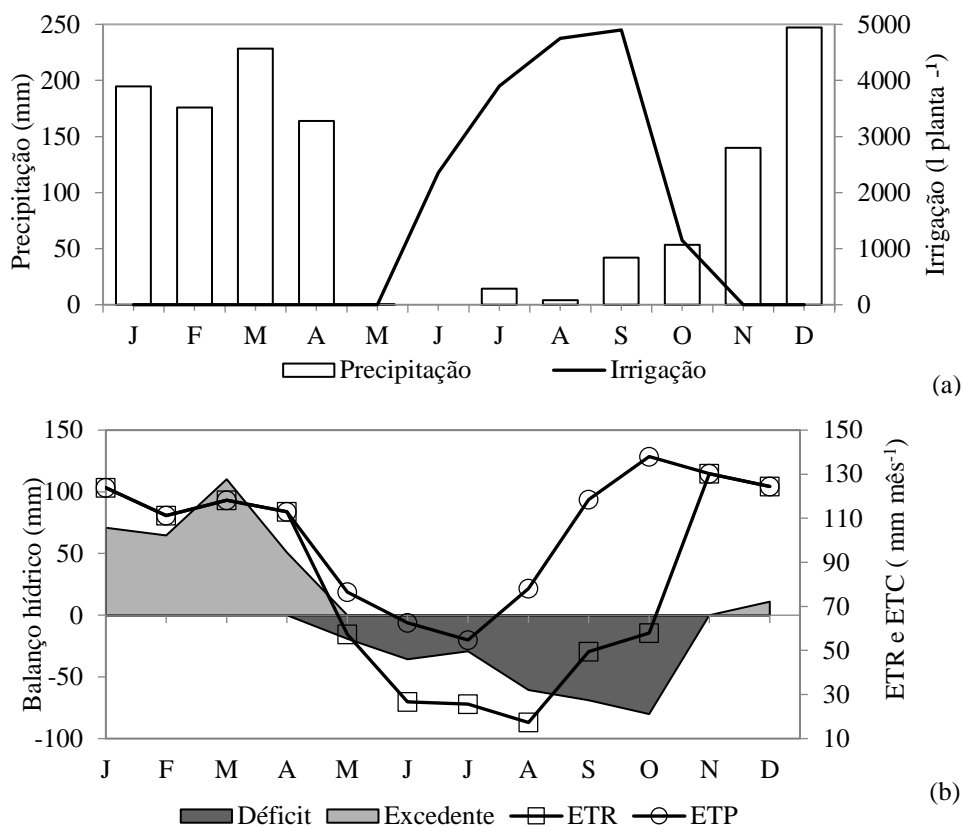 Precipitação (mm)
250
200
150
100
50
0
5000
4000
3000
2000
1000
0
Irrigação (l planta -¹)
J F M A M J J A S O N D
Precipitação Irrigação
(a)
Balanço hídrico (mm)
150
100
50
0
-50
-100
150
130
110
90
70
50
30
10
ETR e ETC ( mm mês⁻¹)
J F M A M J J A S O N D
Déficit Excedente ETR ETP
(b)